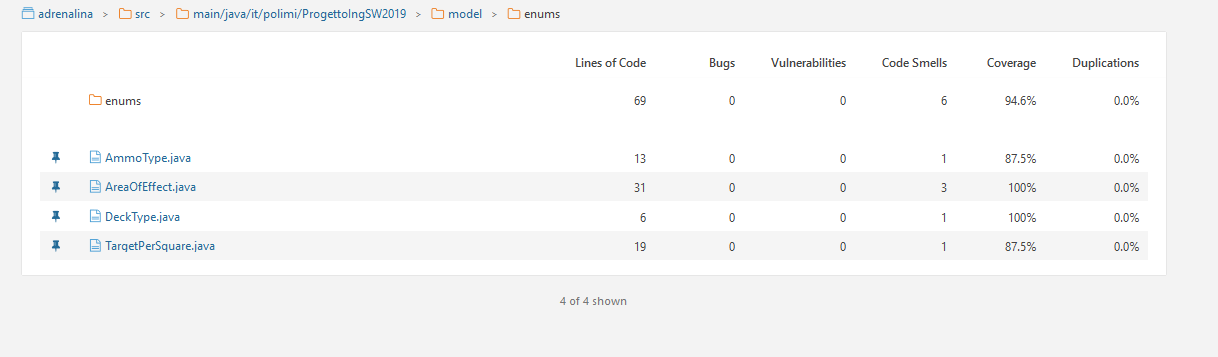 adrenalina > src > main/java/it/polimi/ProgettoIngSW2019 > model > enums
Lines of Code Bugs Vulnerabilities Code Smells Coverage Duplications
enums 69 0 0 6 94.6% 0.0%
AmmoType.java 13 0 0 1 87.5% 0.0%
AreaOfEffect.java 31 0 0 3 100% 0.0%
DeckType.java 6 0 0 1 100% 0.0%
TargetPerSquare.java 19 0 0 1 87.5% 0.0%
4 of 4 shown